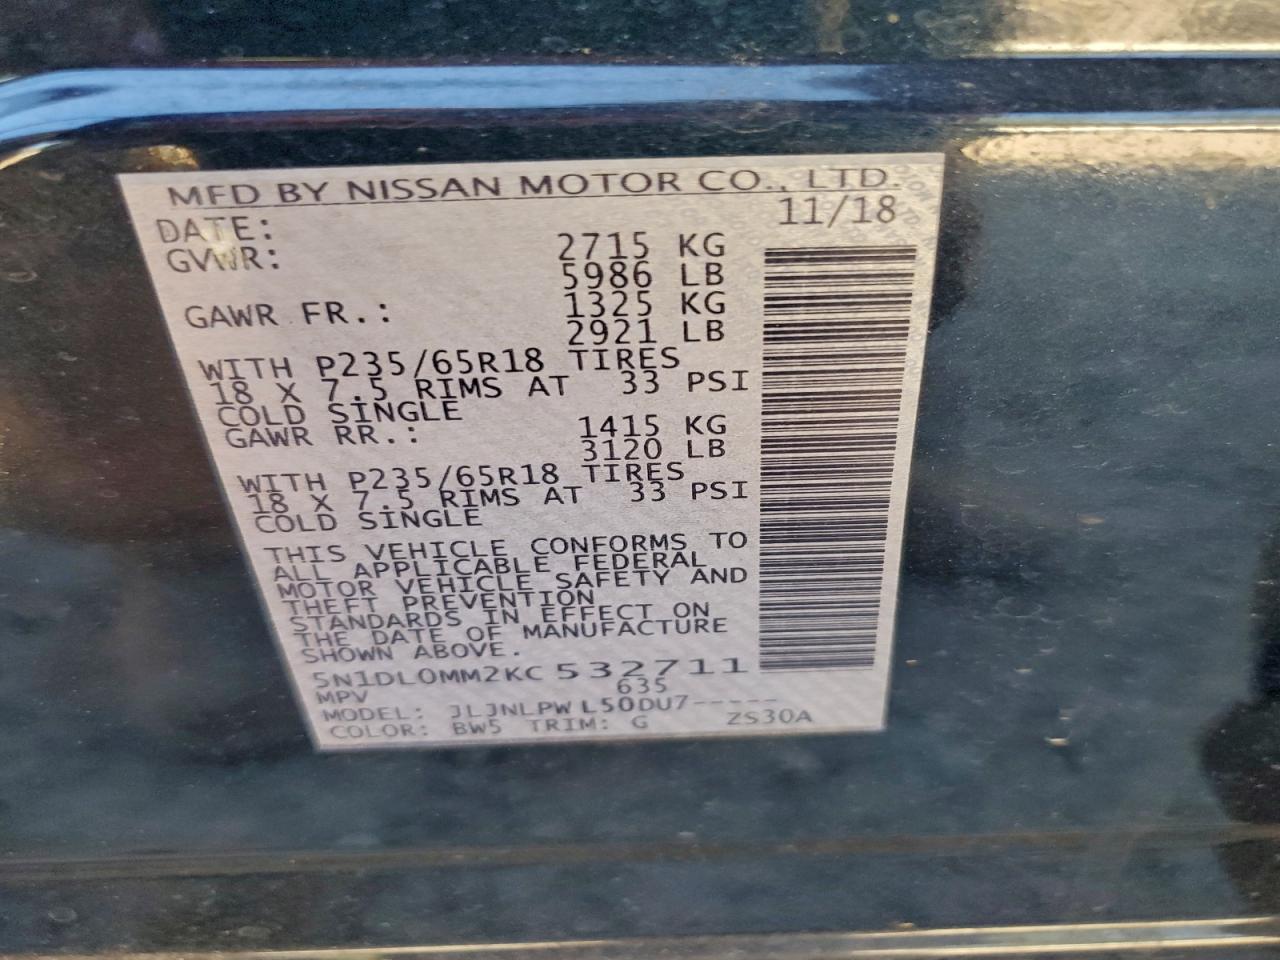 MFD BY NISSAN MOTOR CO., LTD.
DATE: 11/18
GVWR: 2715 KG
5986 LB
GAWR FR.: 1325 KG
2921 LB
WITH P235/65R18 TIRES
18 X 7.5 RIMS AT 33 PSI
COLD SINGLE
GAWR RR.: 1415 KG
3120 LB
WITH P235/65R18 TIRES
18 X 7.5 RIMS AT 33 PSI
COLD SINGLE
THIS VEHICLE CONFORMS TO
ALL APPLICABLE FEDERAL
MOTOR VEHICLE SAFETY AND
THEFT PREVENTION
STANDARDS IN EFFECT ON
THE DATE OF MANUFACTURE
SHOWN ABOVE.
5N1DL0MM2KC532711
MPV 635
MODEL: JLJNLPW L50DU7-----
COLOR: BW5 TRIM: G ZS30A